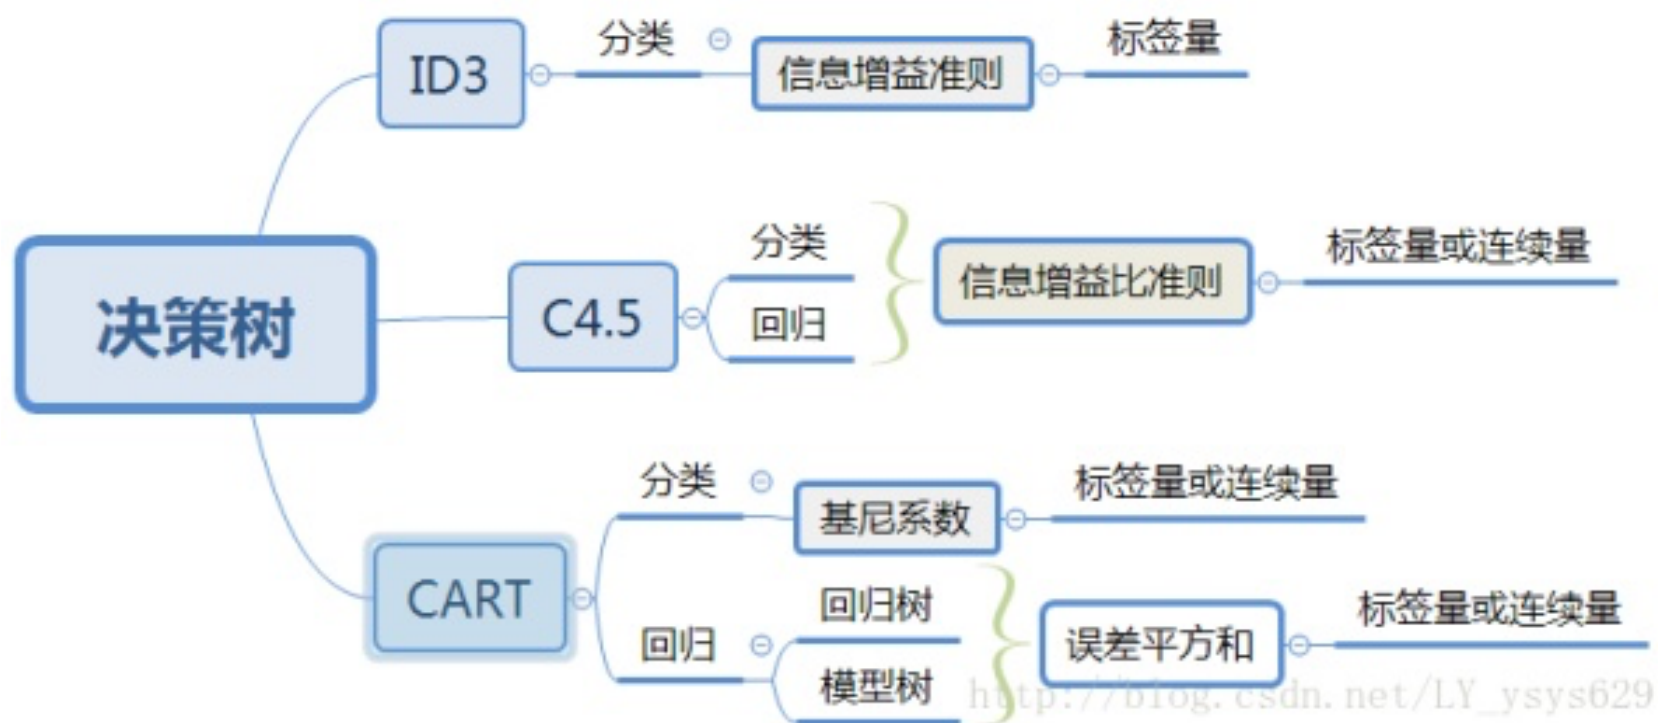 决策树
ID3
分类
信息增益准则
标签量
C4.5
分类
回归
信息增益比准则
标签量或连续量
CART
分类
基尼系数
标签量或连续量
回归
回归树
模型树
误差平方和
标签量或连续量
http://blog.csdn.net/LY_ysys629